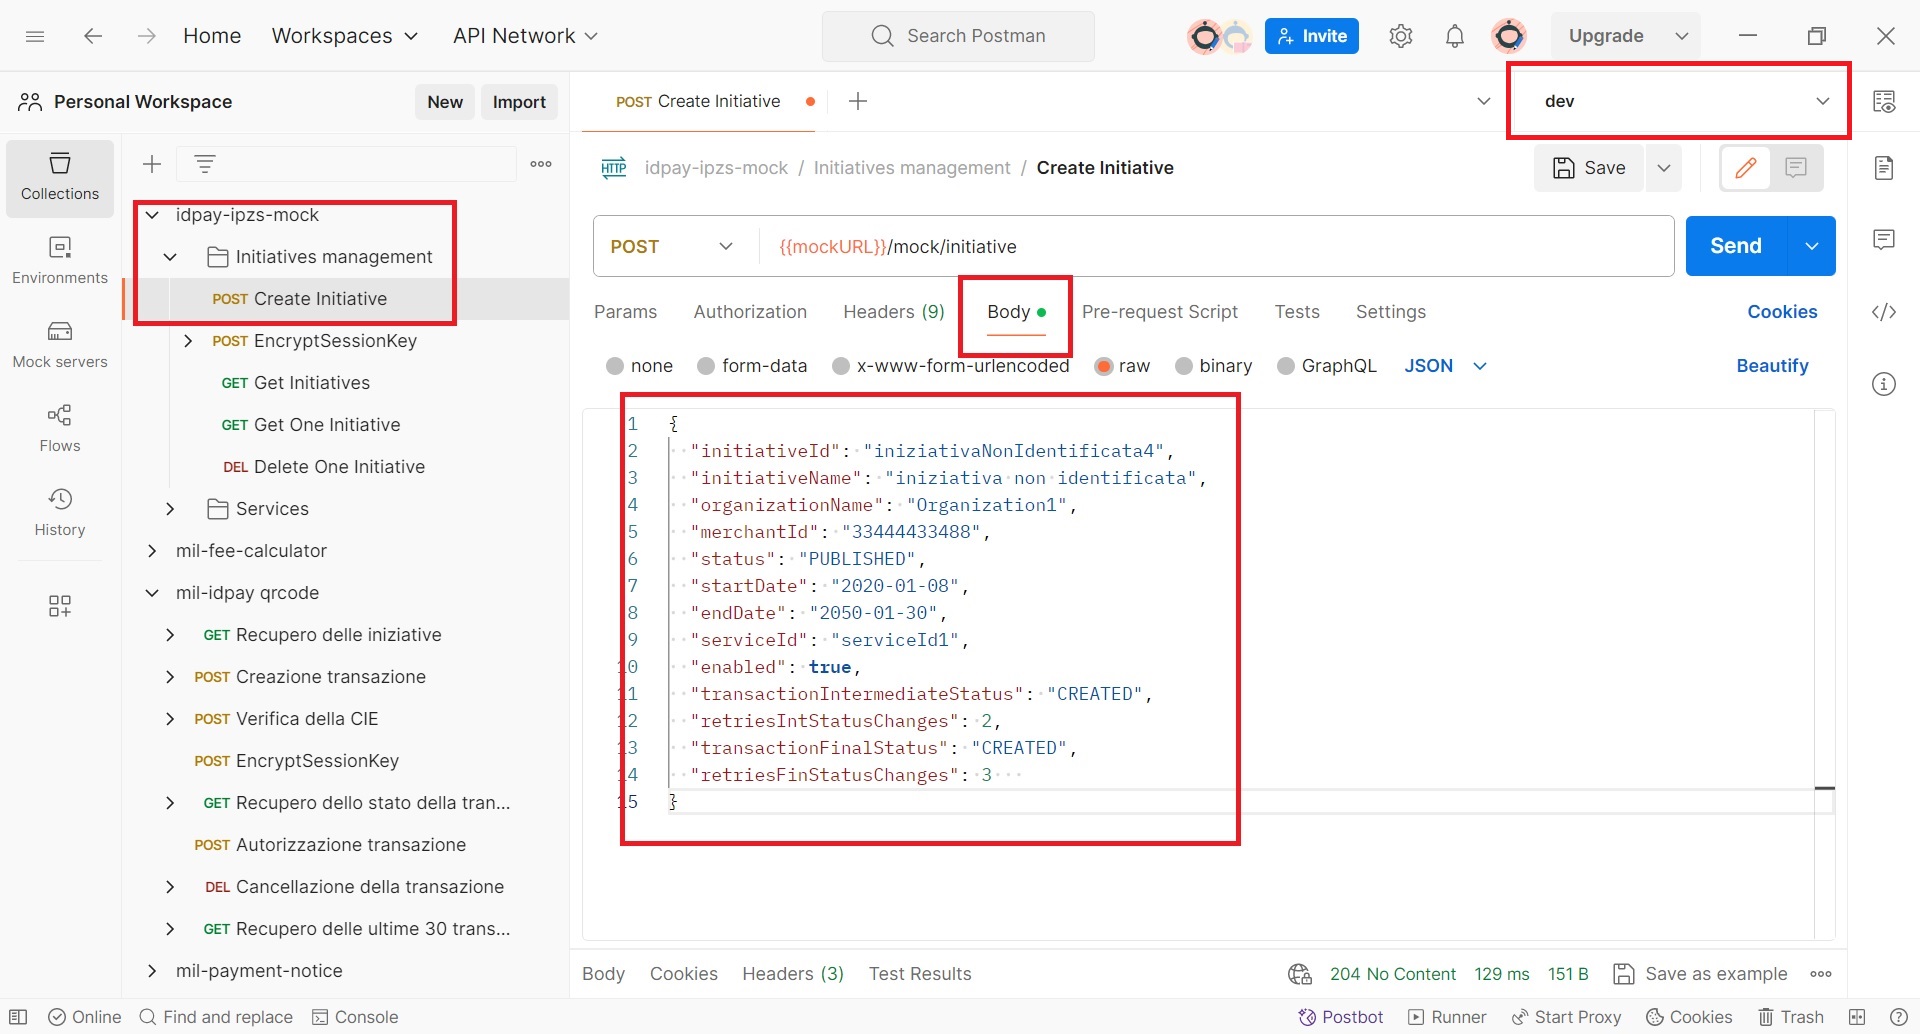 Home Workspaces API Network Search Postman Invite Upgrade
Personal Workspace New Import
POST Create Initiative dev
idpay-ipzs-mock / Initiatives management / Create Initiative Save
Collections
Environments
Mock servers
Flows
History
idpay-ipzs-mock
Initiatives management
POST Create Initiative
POST EncryptSessionKey
GET Get Initiatives
GET Get One Initiative
DEL Delete One Initiative
Services
mil-fee-calculator
mil-idpay qrcode
GET Recupero delle iniziative
POST Creazione transazione
POST Verifica della CIE
POST EncryptSessionKey
GET Recupero dello stato della tran...
POST Autorizzazione transazione
DEL Cancellazione della transazione
GET Recupero delle ultime 30 trans...
mil-payment-notice
POST {{mockURL}}/mock/initiative Send
Params Authorization Headers (9) Body Pre-request Script Tests Settings Cookies
none form-data x-www-form-urlencoded raw binary GraphQL JSON Beautify
1 {
2 "initiativeId": "iniziativaNonIdentificata4",
3 "initiativeName": "iniziativa non identificata",
4 "organizationName": "Organization1",
5 "merchantId": "33444433488",
6 "status": "PUBLISHED",
7 "startDate": "2020-01-08",
8 "endDate": "2050-01-30",
9 "serviceId": "serviceId1",
10 "enabled": true,
11 "transactionIntermediateStatus": "CREATED",
12 "retriesIntStatusChanges": 2,
13 "transactionFinalStatus": "CREATED",
14 "retriesFinStatusChanges": 3
15 }
Body Cookies Headers (3) Test Results 204 No Content 129 ms 151 B Save as example
Online Find and replace Console Postbot Runner Start Proxy Cookies Trash